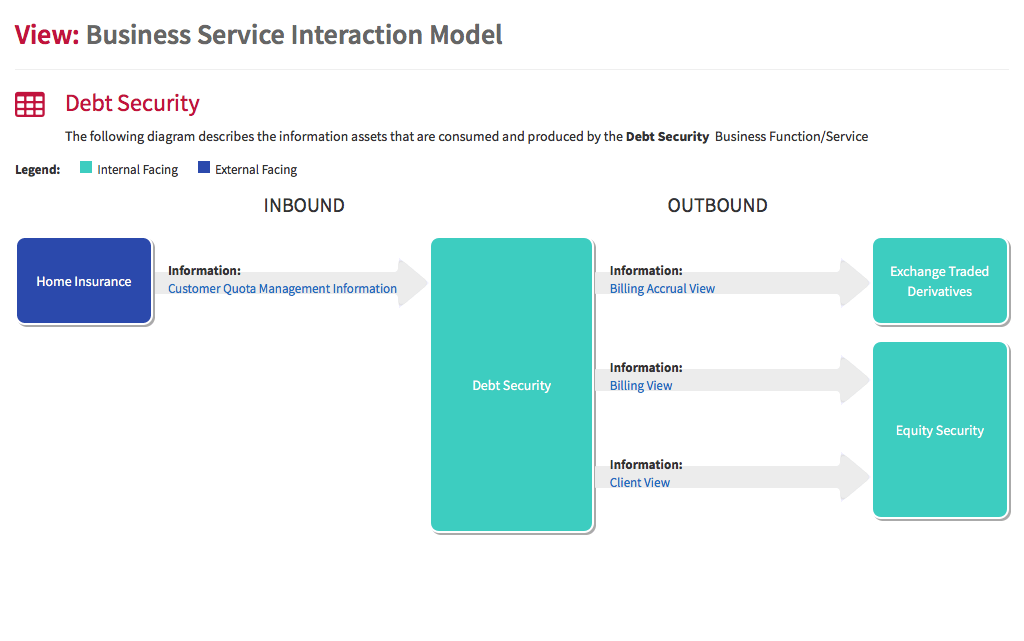 View: Business Service Interaction Model
Debt Security
The following diagram describes the information assets that are consumed and produced by the Debt Security Business Function/Service
Legend: Internal Facing External Facing
INBOUND OUTBOUND
Home Insurance
Information:
Customer Quota Management Information
Debt Security
Information:
Billing Accrual View
Exchange Traded
Derivatives
Information:
Billing View
Equity Security
Information:
Client View